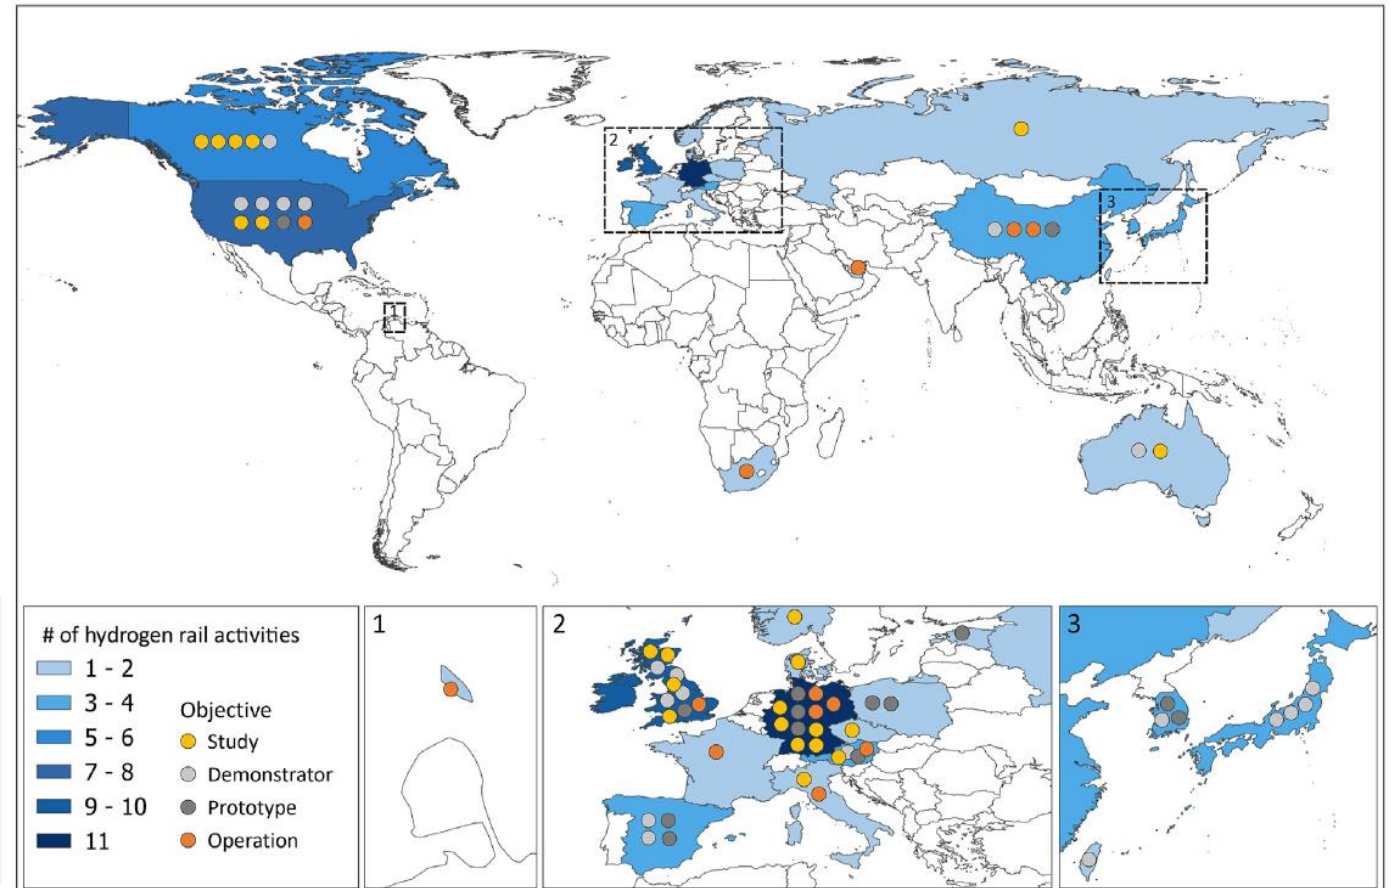 2
3
1
# of hydrogen rail activities
1 - 2
3 - 4
5 - 6
7 - 8
9 - 10
11
Objective
Study
Demonstrator
Prototype
Operation
1
2
3